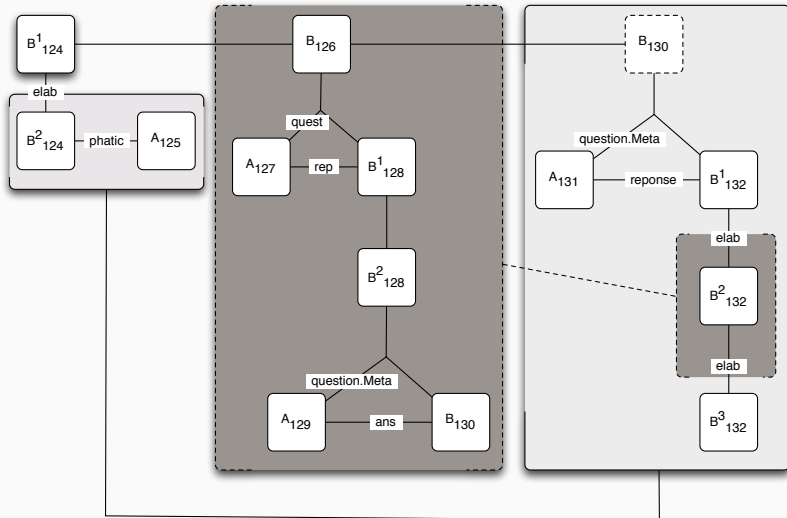 B¹124
elab
B²124
phatic
A125
B126
quest
A127
rep
B¹128
B²128
question.Meta
A129
ans
B130
B130
question.Meta
A131
reponse
B¹132
elab
B²132
elab
B³132